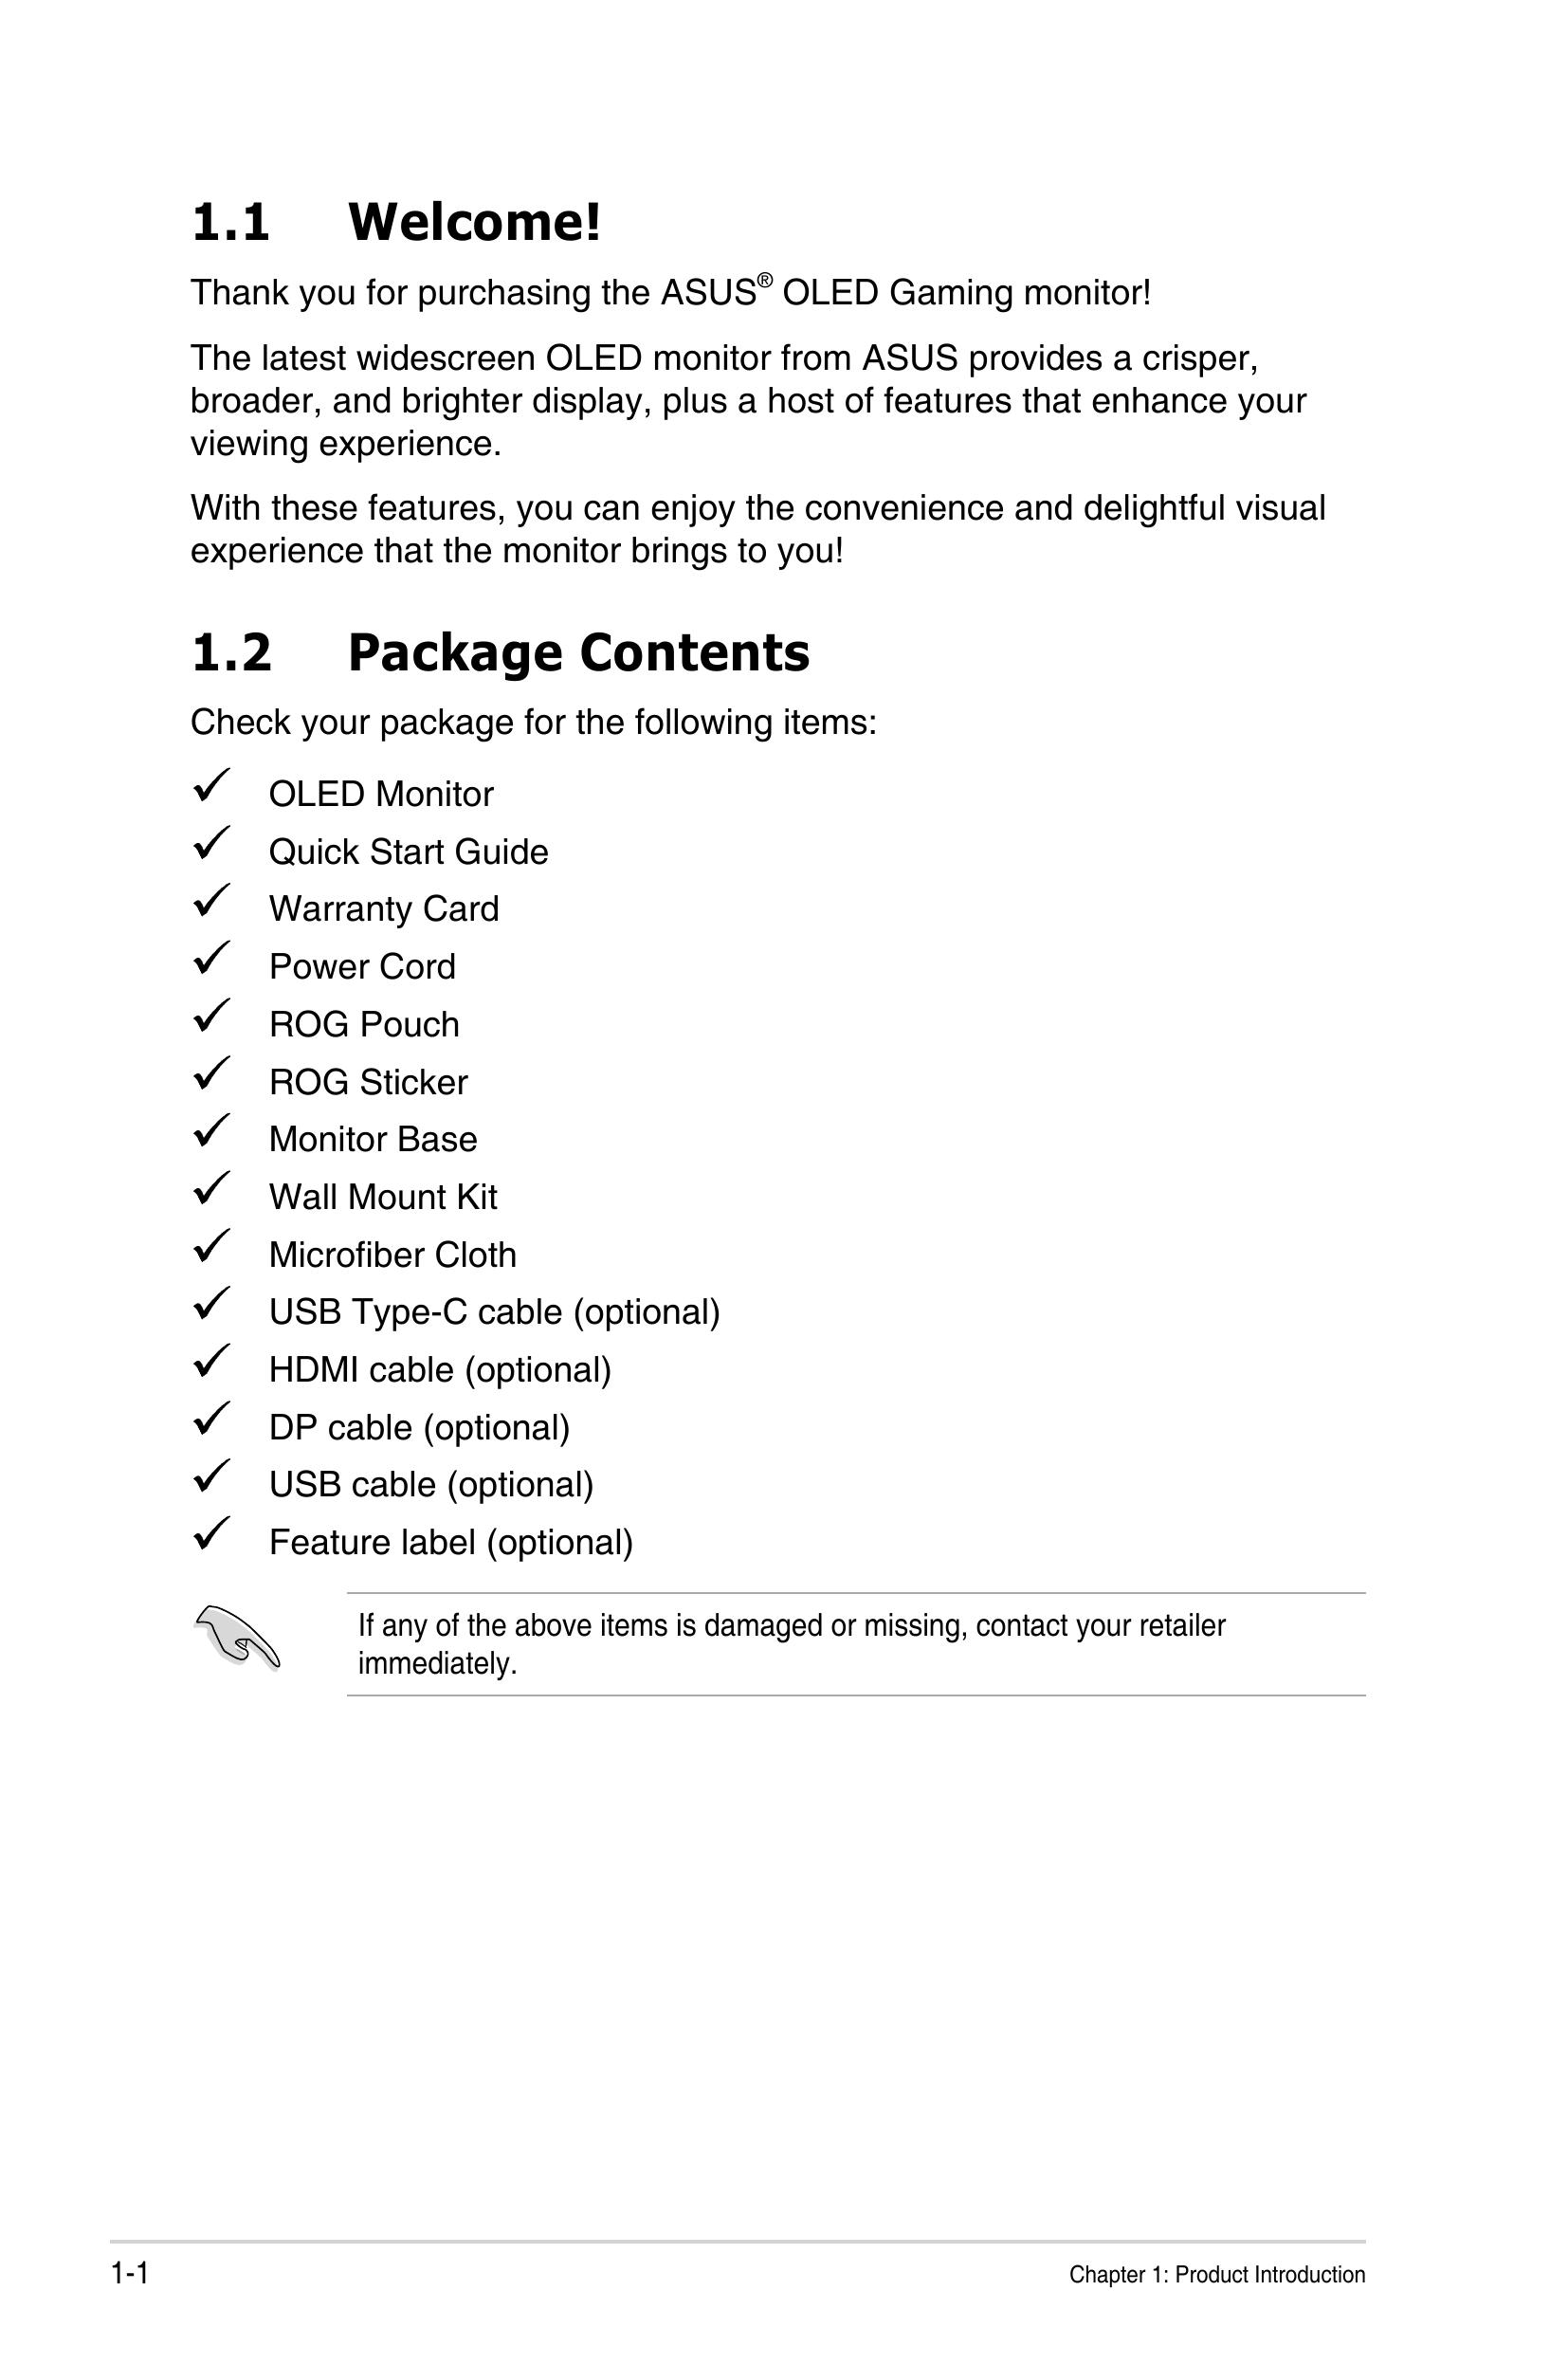 1.1 Welcome!
Thank you for purchasing the ASUS® OLED Gaming monitor!
The latest widescreen OLED monitor from ASUS provides a crisper,
broader, and brighter display, plus a host of features that enhance your
viewing experience.
With these features, you can enjoy the convenience and delightful visual
experience that the monitor brings to you!
1.2 Package Contents
Check your package for the following items:
✓ OLED Monitor
✓ Quick Start Guide
✓ Warranty Card
✓ Power Cord
✓ ROG Pouch
✓ ROG Sticker
✓ Monitor Base
✓ Wall Mount Kit
✓ Microfiber Cloth
✓ USB Type-C cable (optional)
✓ HDMI cable (optional)
✓ DP cable (optional)
✓ USB cable (optional)
✓ Feature label (optional)
If any of the above items is damaged or missing, contact your retailer
immediately.
1-1 Chapter 1: Product Introduction